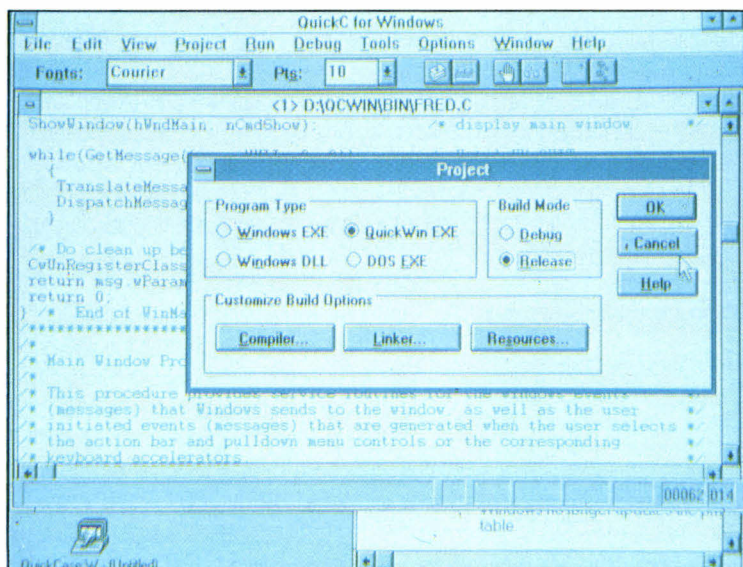 QuickC for Windows
File Edit View Project Run Debug Tools Options Window Help
Fonts: Courier Pts: 10
<1> D:\QCWIN\BIN\FRED.C
ShowWindow(hWndMain, nCmdShow); /* display main window */
while(GetMessage(
{
TranslateMessa
DispatchMessag
}
/* Do clean up be
CwUnRegisterClass
return msg.wParam
return 0;
} /* End of WinMa
/*
/* Main Window Pro
/*
/* This procedure provides service routines for the Windows events */
/* (messages) that Windows sends to the window, as well as the user */
/* initiated events (messages) that are generated when the user selects */
/* the action bar and pulldown menu controls or the corresponding */
/* keyboard accelerators.
Project
Program Type
Windows EXE QuickWin EXE
Windows DLL DOS EXE
Build Mode
Debug
Release
OK
Cancel
Help
Customize Build Options
Compiler... Linker... Resources...
00062 014
table.
QuickCase:W - (Untitled)